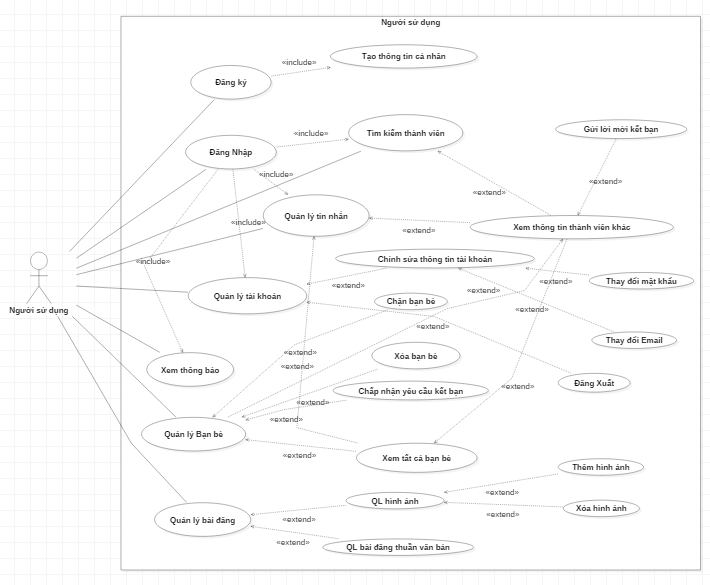 Người sử dụng
Tạo thông tin cá nhân
«include»
Đăng ký
Tìm kiếm thành viên
Gửi lời mời kết bạn
«include»
Đăng Nhập
«include»
«extend»
«extend»
Quản lý tin nhắn
«include»
Xem thông tin thành viên khác
«extend»
Chỉnh sửa thông tin tài khoản
«include»
Thay đổi mật khẩu
«extend»
«extend»
«extend»
Quản lý tài khoản
Chặn bạn bè
Người sử dụng
«extend»
«extend»
Thay đổi Email
«extend»
Xóa bạn bè
«extend»
Xem thông báo
Đăng Xuất
«extend»
Chấp nhận yêu cầu kết bạn
«extend»
«extend»
Quản lý Bạn bè
«extend»
Xem tất cả bạn bè
Thêm hình ảnh
«extend»
QL hình ảnh
Xóa hình ảnh
«extend»
Quản lý bài đăng
«extend»
«extend»
QL bài đăng thuần văn bản